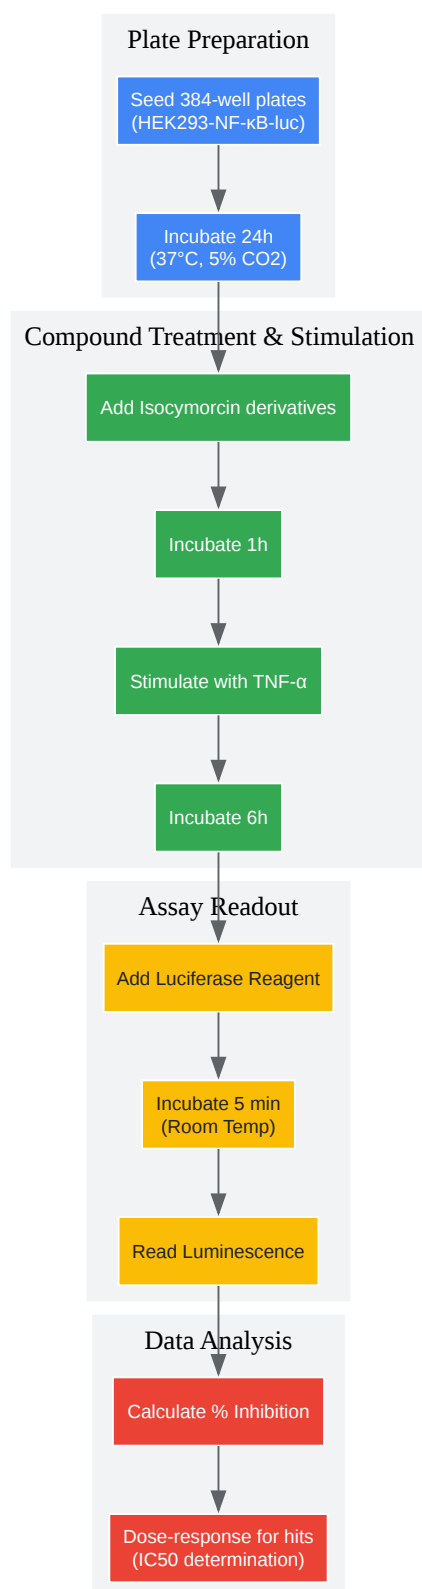 Plate Preparation
Seed 384-well plates
(HEK293-NF-κB-luc)
Incubate 24h
(37°C, 5% CO2)
Compound Treatment & Stimulation
Add Isocymorcin derivatives
Incubate 1h
Stimulate with TNF-α
Incubate 6h
Assay Readout
Add Luciferase Reagent
Incubate 5 min
(Room Temp)
Read Luminescence
Data Analysis
Calculate % Inhibition
Dose-response for hits
(IC50 determination)